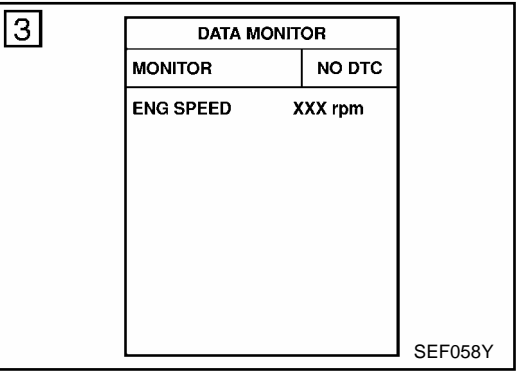 3
DATA MONITOR
MONITOR NO DTC
ENG SPEED XXX rpm
SEF058Y